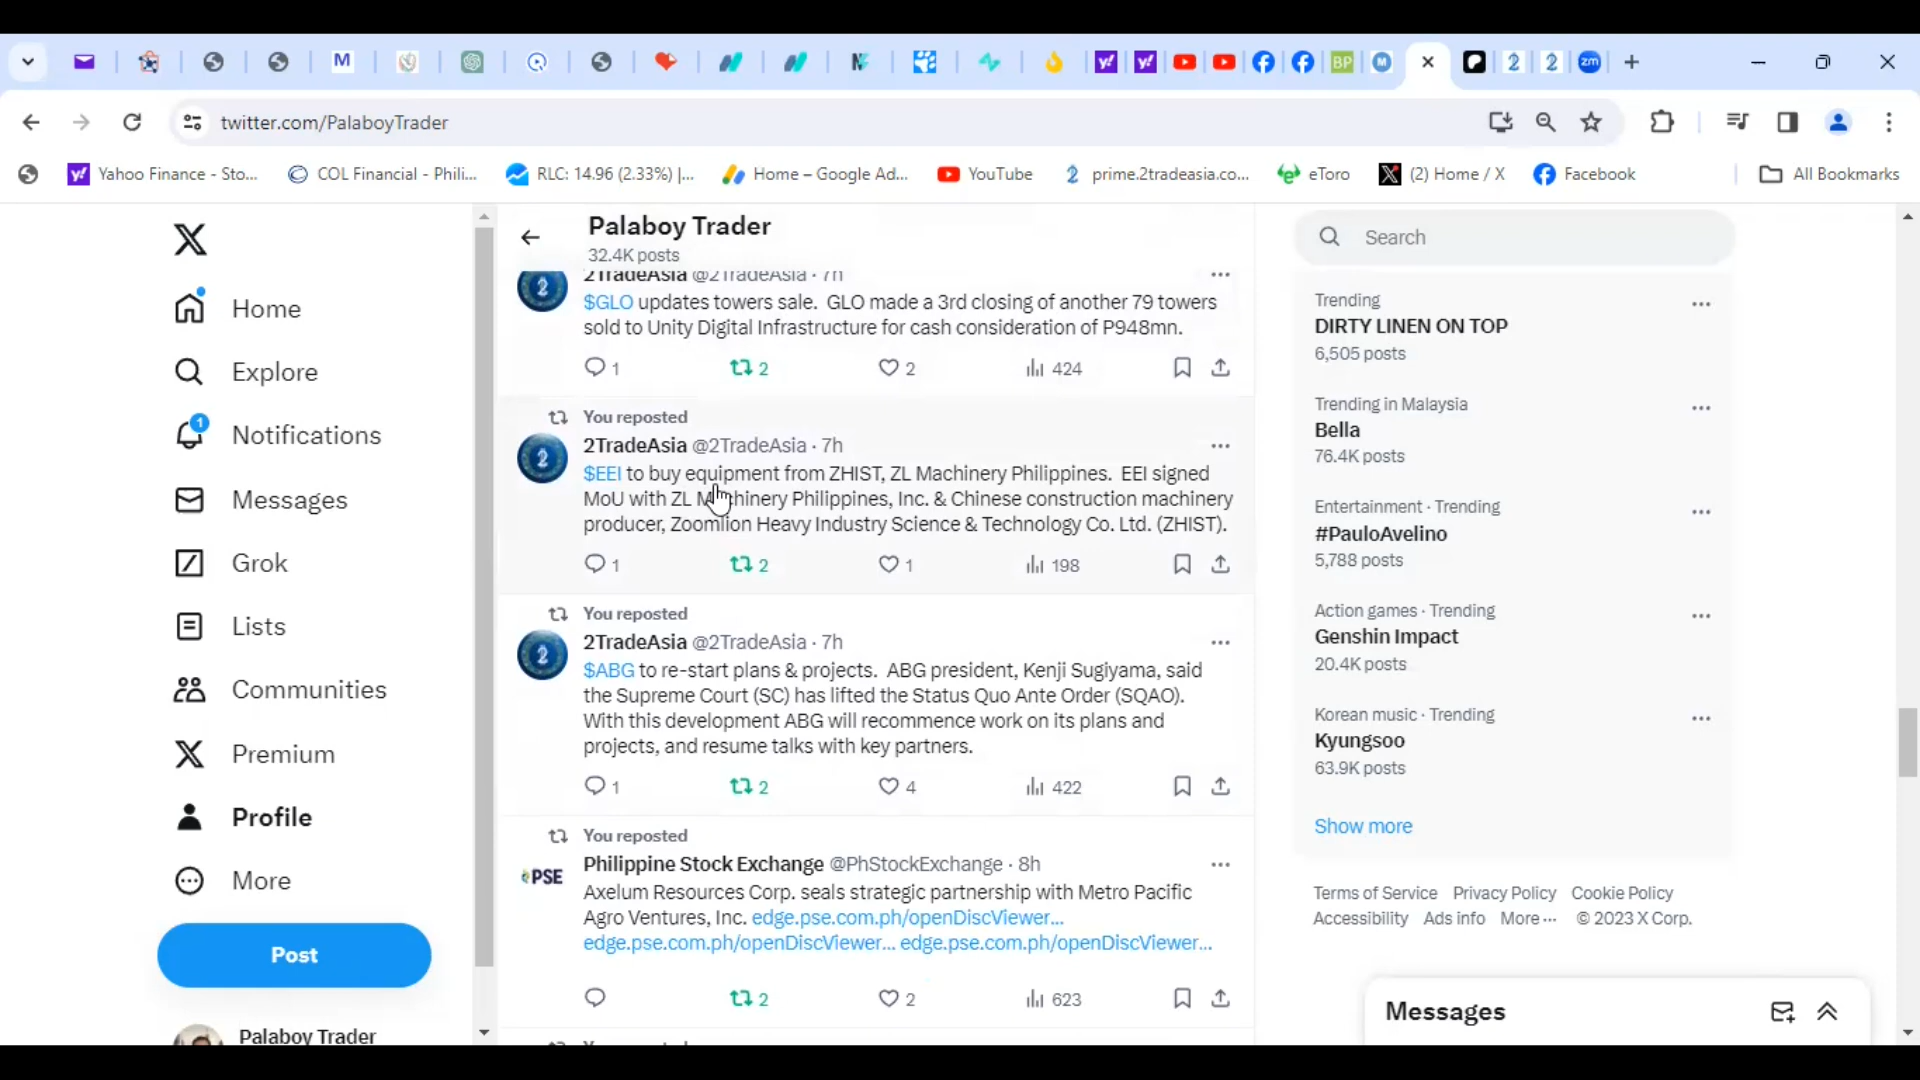 twitter.com/PalaboyTrader
Yahoo Finance - Sto...
COL Financial - Phili...
RLC: 14.96 (2.33%) |...
Home – Google Ad...
YouTube
prime.2tradeasia.co...
eToro
(2) Home / X
Facebook
All Bookmarks
Home
Explore
1
Notifications
Messages
Grok
Lists
Communities
Premium
Profile
More
Post
Palaboy Trader
Palaboy Trader
32.4K posts
2TradeAsia @2TradeAsia · 7h
$GLO updates towers sale. GLO made a 3rd closing of another 79 towers
sold to Unity Digital Infrastructure for cash consideration of P948mn.
1 2 2 424
You reposted
2TradeAsia @2TradeAsia · 7h
$EEI to buy equipment from ZHIST, ZL Machinery Philippines. EEI signed
MoU with ZL Machinery Philippines, Inc. & Chinese construction machinery
producer, Zoomlion Heavy Industry Science & Technology Co. Ltd. (ZHIST).
1 2 1 198
You reposted
2TradeAsia @2TradeAsia · 7h
$ABG to re-start plans & projects. ABG president, Kenji Sugiyama, said
the Supreme Court (SC) has lifted the Status Quo Ante Order (SQAO).
With this development ABG will recommence work on its plans and
projects, and resume talks with key partners.
1 2 4 422
You reposted
PSE
Philippine Stock Exchange @PhStockExchange · 8h
Axelum Resources Corp. seals strategic partnership with Metro Pacific
Agro Ventures, Inc. edge.pse.com.ph/openDiscViewer...
edge.pse.com.ph/openDiscViewer... edge.pse.com.ph/openDiscViewer...
2 2 623
Search
Trending
DIRTY LINEN ON TOP
6,505 posts
Trending in Malaysia
Bella
76.4K posts
Entertainment · Trending
#PauloAvelino
5,788 posts
Action games · Trending
Genshin Impact
20.4K posts
Korean music · Trending
Kyungsoo
63.9K posts
Show more
Terms of Service Privacy Policy Cookie Policy
Accessibility Ads info More ··· © 2023 X Corp.
Messages